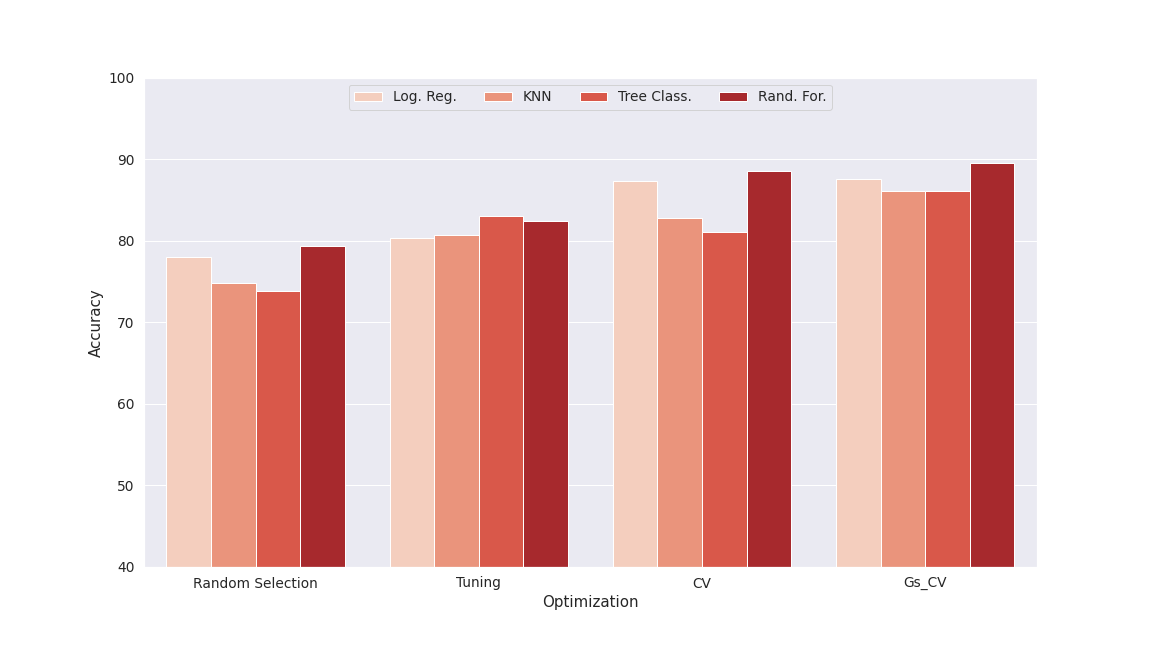 100
Log. Reg. KNN Tree Class. Rand. For.
90
80
70
60
50
40
Accuracy
Random Selection Tuning CV Gs_CV
Optimization